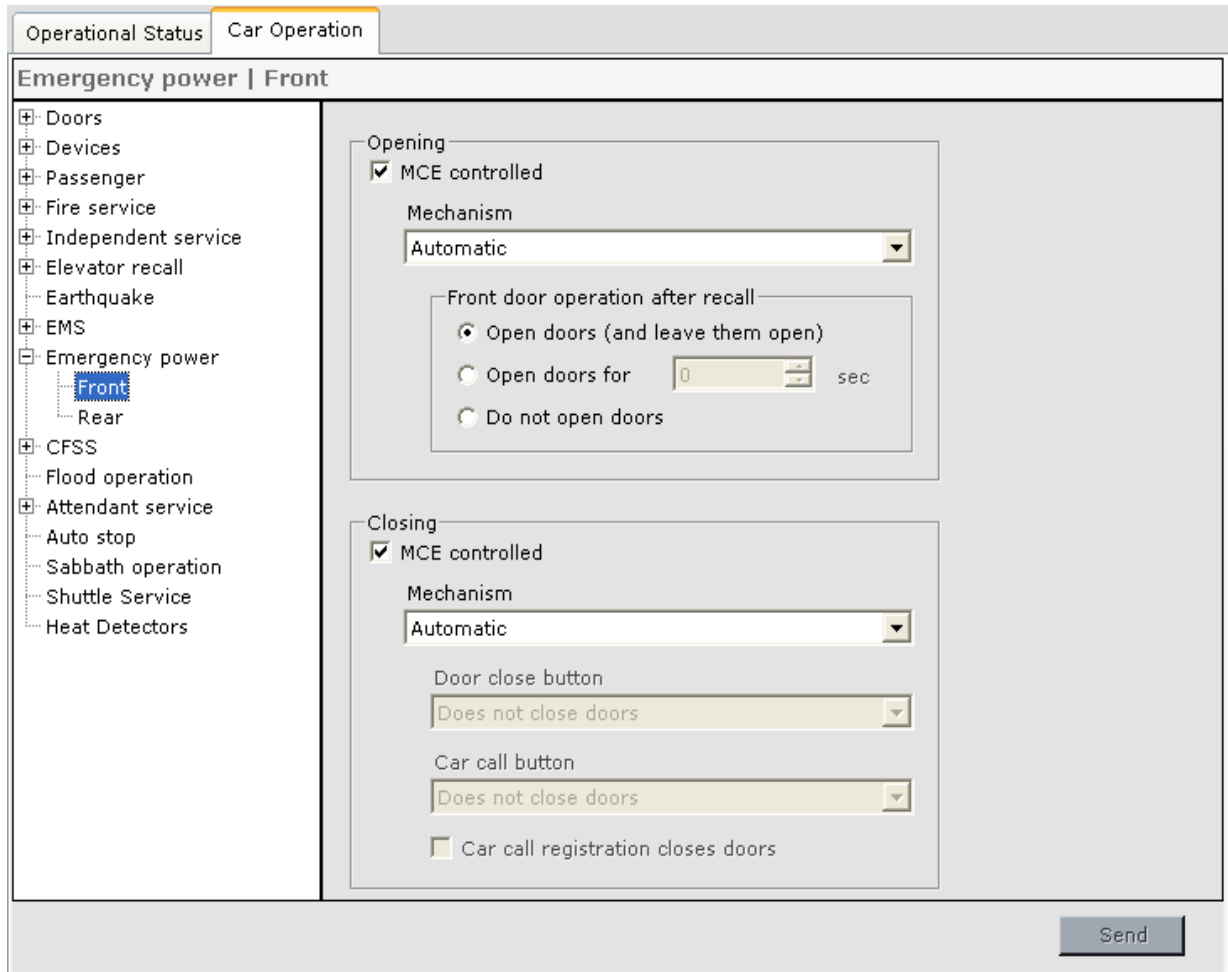 Operational Status
Car Operation
Emergency power | Front
Doors
Devices
Passenger
Fire service
Independent service
Elevator recall
Earthquake
EMS
Emergency power
Front
Rear
CFSS
Flood operation
Attendant service
Auto stop
Sabbath operation
Shuttle Service
Heat Detectors
Opening
MCE controlled
Mechanism
Automatic
Front door operation after recall
Open doors (and leave them open)
Open doors for 0 sec
Do not open doors
Closing
MCE controlled
Mechanism
Automatic
Door close button
Does not close doors
Car call button
Does not close doors
Car call registration closes doors
Send